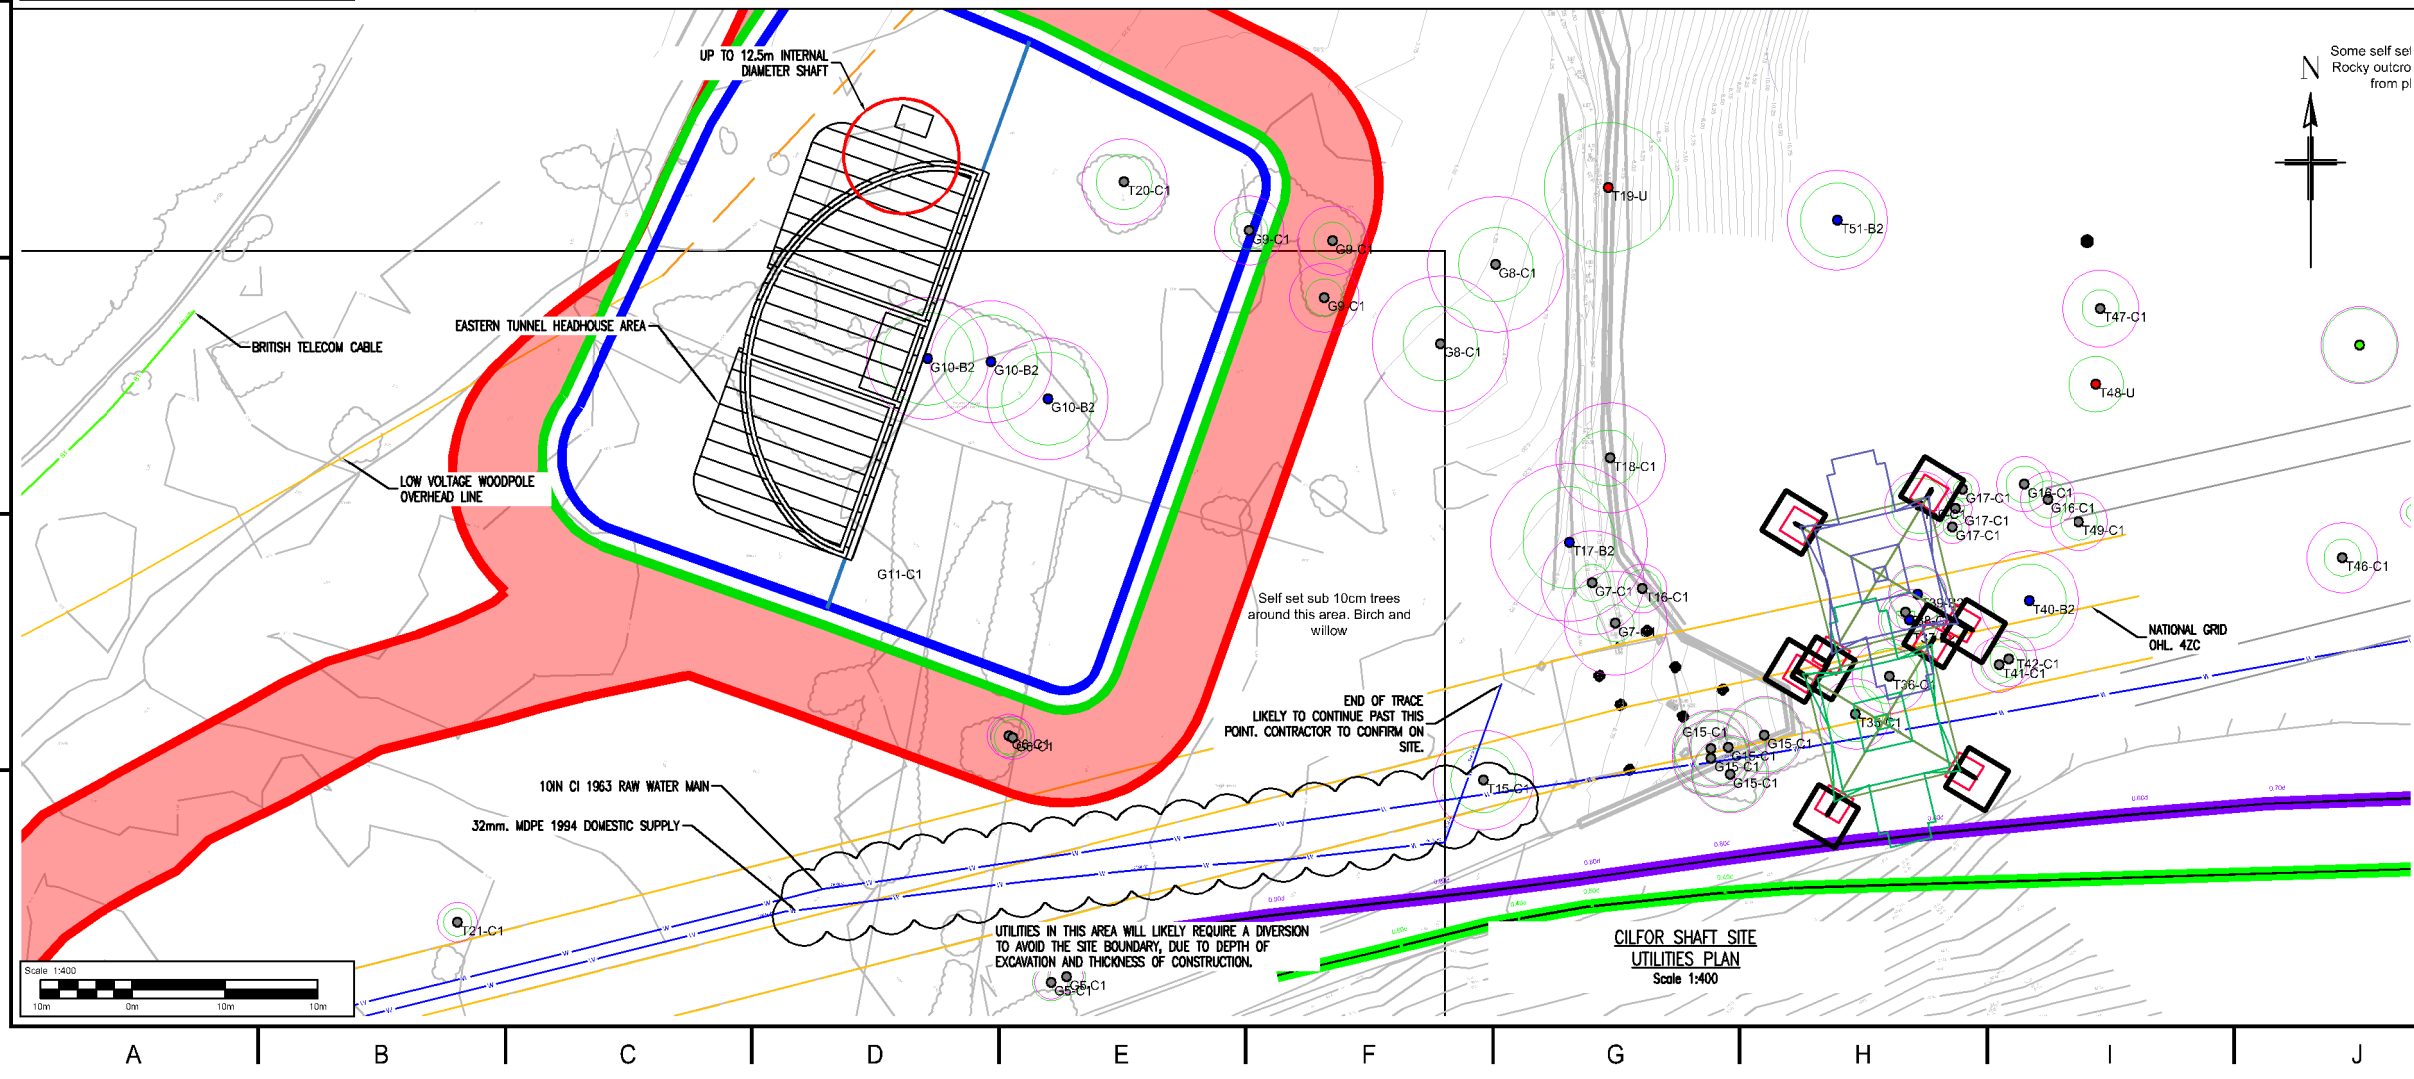 UP TO 12.5m INTERNAL
DIAMETER SHAFT
N
Some self set
Rocky outcro
from pl
T20-C1
T19-U
T51-B2
G9-C1
G9-C1
G9-C1
G8-C1
G8-C1
T47-C1
T48-U
EASTERN TUNNEL HEADHOUSE AREA
BRITISH TELECOM CABLE
G10-B2
G10-B2
G10-B2
LOW VOLTAGE WOODPOLE
OVERHEAD LINE
T18-C1
G17-C1
G17-C1
G17-C1
G16-C1
G16-C1
T49-C1
T17-B2
T46-C1
G11-C1
G7-C1
T16-C1
Self set sub 10cm trees
around this area. Birch and
willow
T39-B2
T40-B2
NATIONAL GRID
OHL. 4ZC
T42-C1
T41-C1
T36-C1
T35-C1
END OF TRACE
LIKELY TO CONTINUE PAST THIS
POINT. CONTRACTOR TO CONFIRM ON
SITE.
G15-C1
G15-C1
G15-C1
G15-C1
G15-C1
T15-C1
10IN CI 1963 RAW WATER MAIN
32mm. MDPE 1994 DOMESTIC SUPPLY
T21-C1
UTILITIES IN THIS AREA WILL LIKELY REQUIRE A DIVERSION
TO AVOID THE SITE BOUNDARY, DUE TO DEPTH OF
EXCAVATION AND THICKNESS OF CONSTRUCTION.
G5-C1
G5-C1
CILFOR SHAFT SITE
UTILITIES PLAN
Scale 1:400
Scale 1:400
10m 0m 10m 10m
A B C D E F G H I J